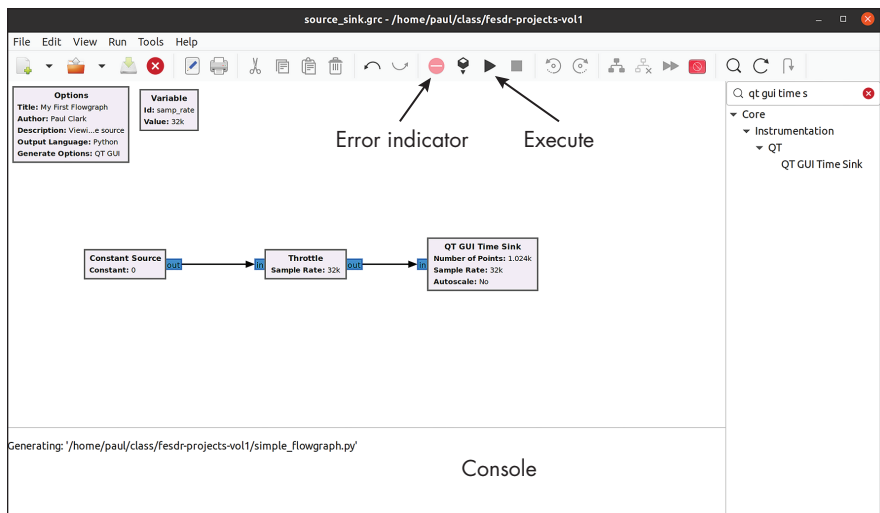 source_sink.grc - /home/paul/class/fesdr-projects-vol1
File Edit View Run Tools Help
Options
Title: My First Flowgraph
Author: Paul Clark
Description: Viewi...e source
Output Language: Python
Generate Options: QT GUI
Variable
Id: samp_rate
Value: 32k
Error indicator
Execute
qt gui time s
Core
Instrumentation
QT
QT GUI Time Sink
Constant Source
Constant: 0
out
in
Throttle
Sample Rate: 32k
out
in
QT GUI Time Sink
Number of Points: 1.024k
Sample Rate: 32k
Autoscale: No
Generating: '/home/paul/class/fesdr-projects-vol1/simple_flowgraph.py'
Console